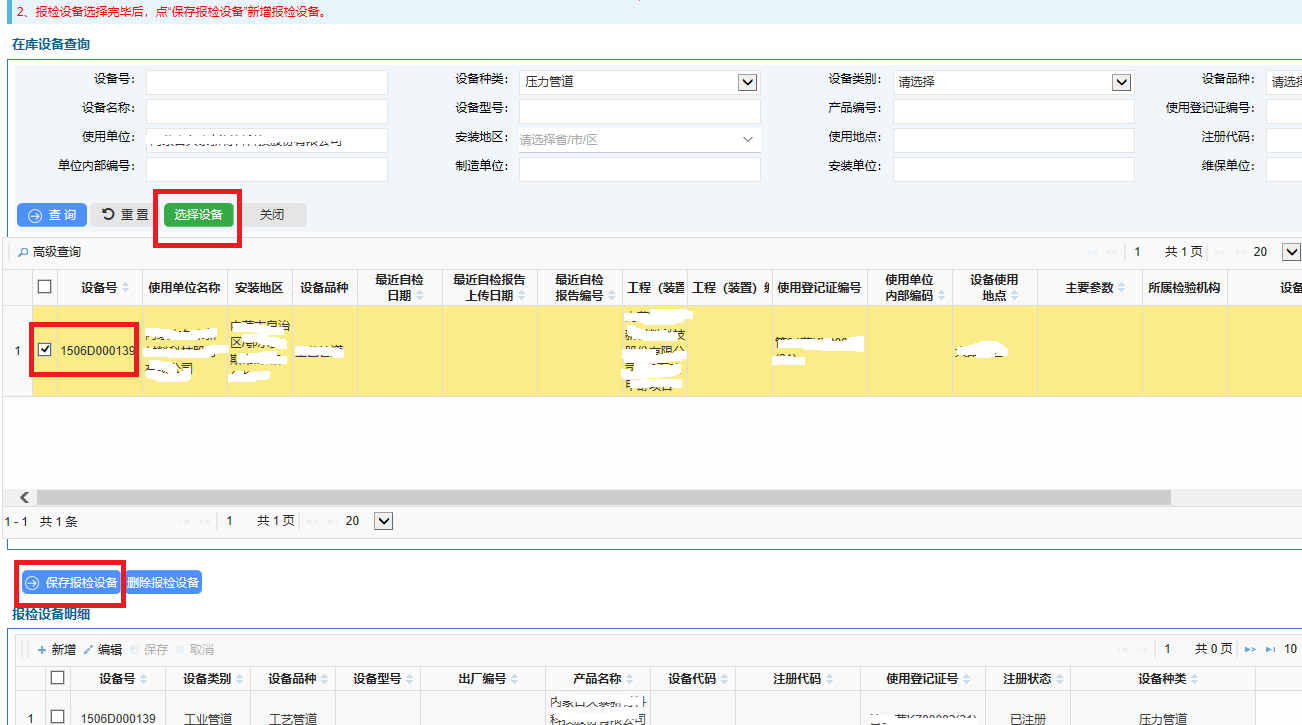 2、报检设备选择完毕后，点“保存报检设备”新增报检设备。
在库设备查询
设备号： 设备种类： 压力管道 设备类别： 请选择 设备品种： 请选
设备名称： 设备型号： 产品编号： 使用登记证编号：
使用单位： 安装地区： 请选择省/市/区 使用地点： 注册代码：
单位内部编号： 制造单位： 安装单位： 维保单位：
查询 重置 选择设备 关闭
高级查询 1 共1页 20
设备号 使用单位名称 安装地区 设备品种 最近自检日期 最近自检报告上传日期 最近自检报告编号 工程（装置 工程（装置） 使用登记证编号 使用单位内部编码 设备使用地点 主要参数 所属检验机构 设备
1 1506D000139
1 - 1 共1条 1 共1页 20
保存报检设备 删除报检设备
报检设备明细
新增 编辑 保存 取消 1 共0页 10
设备号 设备类别 设备品种 设备型号 出厂编号 产品名称 设备代码 注册代码 使用登记证号 注册状态 设备种类
1 1506D000139 工业管道 工艺管道 已注册 压力管道